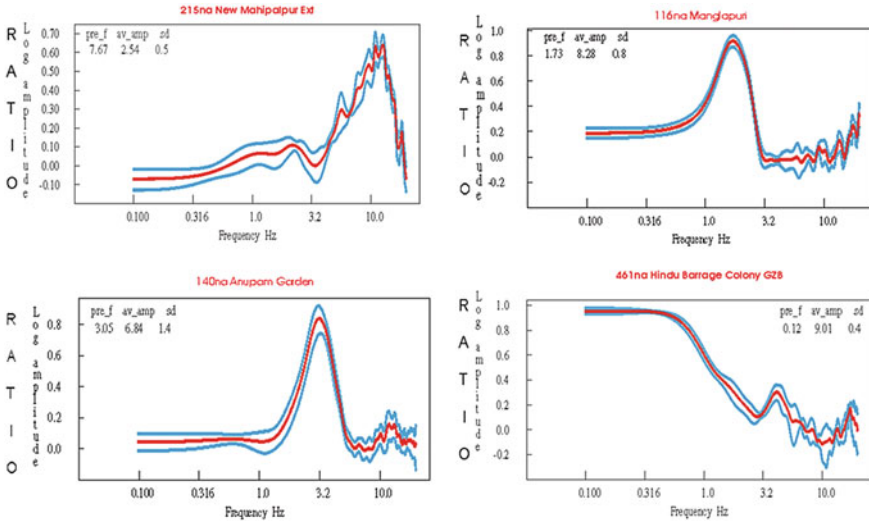 215na New Mahipalpur Ext
RATIO
Log amplitude
pre_f av_amp sd
7.67 2.54 0.5
0.70
0.60
0.50
0.40
0.30
0.20
0.10
0.00
-0.10
0.100 0.316 1.0 3.2 10.0
Frequency Hz
116na Manglapuri
RATIO
Log amplitude
pre_f av_amp sd
1.73 8.28 0.8
1.0
0.8
0.6
0.4
0.2
0.0
-0.2
0.100 0.316 1.0 3.2 10.0
Frequency Hz
140na Anupam Garden
RATIO
Log amplitude
pre_f av_amp sd
3.05 6.84 1.4
0.8
0.6
0.4
0.2
0.0
0.100 0.316 1.0 3.2 10.0
Frequency Hz
461na Hindu Barrage Colony GZB
RATIO
Log amplitude
pre_f av_amp sd
0.12 9.01 0.4
1.0
0.8
0.6
0.4
0.2
0.0
-0.2
0.100 0.316 1.0 3.2 10.0
Frequency Hz